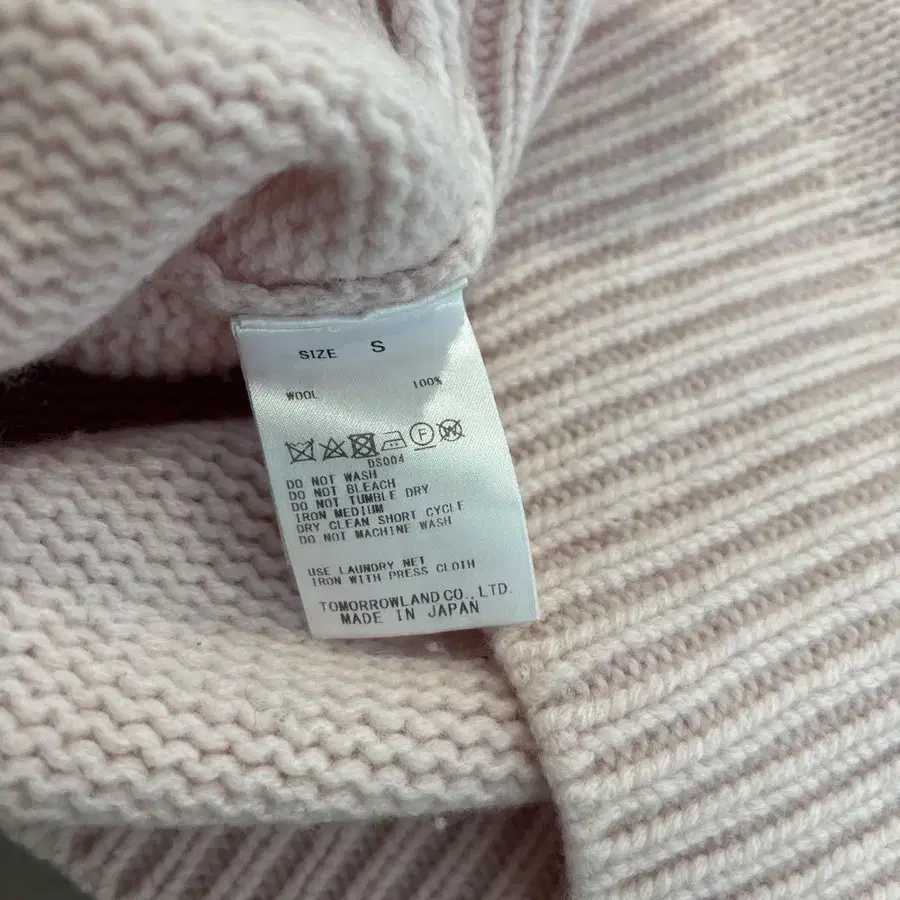 SIZE S
WOOL 100%
DS004
DO NOT WASH
DO NOT BLEACH
DO NOT TUMBLE DRY
IRON MEDIUM
DRY CLEAN SHORT CYCLE
DO NOT MACHINE WASH
USE LAUNDRY NET
IRON WITH PRESS CLOTH
TOMORROWLAND CO., LTD.
MADE IN JAPAN